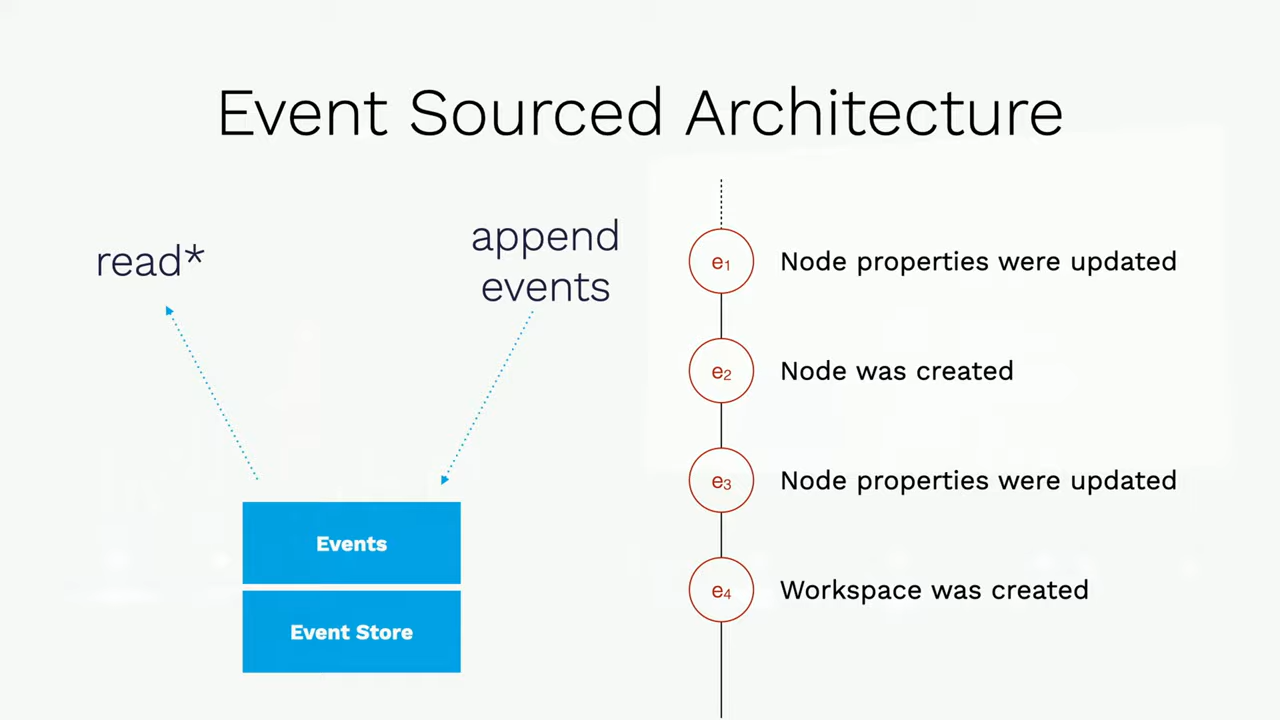 Event Sourced Architecture
read*
append
events
Events
Event Store
e1 Node properties were updated
e2 Node was created
e3 Node properties were updated
e4 Workspace was created